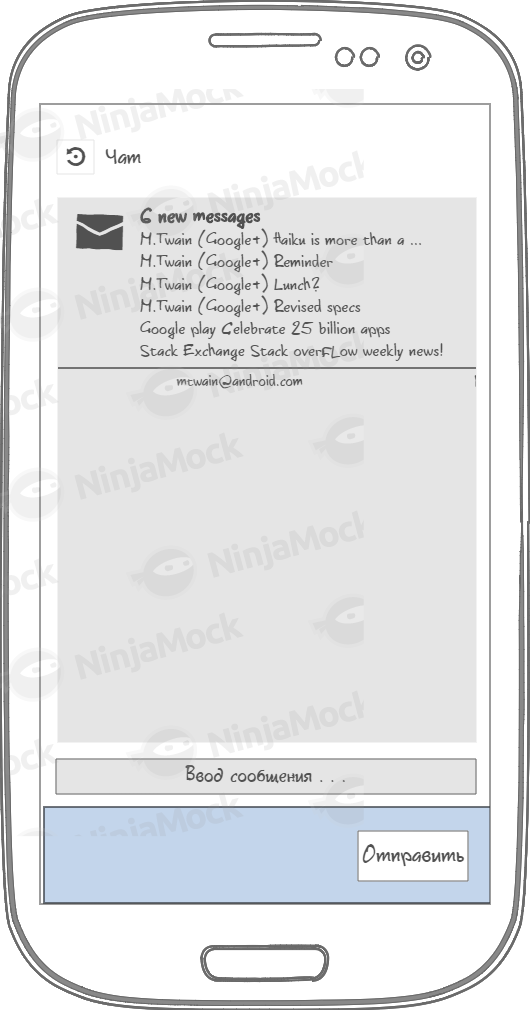 Чат
6 new messages
M.Twain (Google+) Haiku is more than a ...
M.Twain (Google+) Reminder
M.Twain (Google+) Lunch?
M.Twain (Google+) Revised specs
Google play Celebrate 25 billion apps
Stack Exchange Stack overFLow weekly news!
mtwain@android.com
Ввод сообщения . . .
Отправить
NinjaMock
NinjaMock
NinjaMock
NinjaMock
NinjaMock
NinjaMock
NinjaMock
NinjaMock